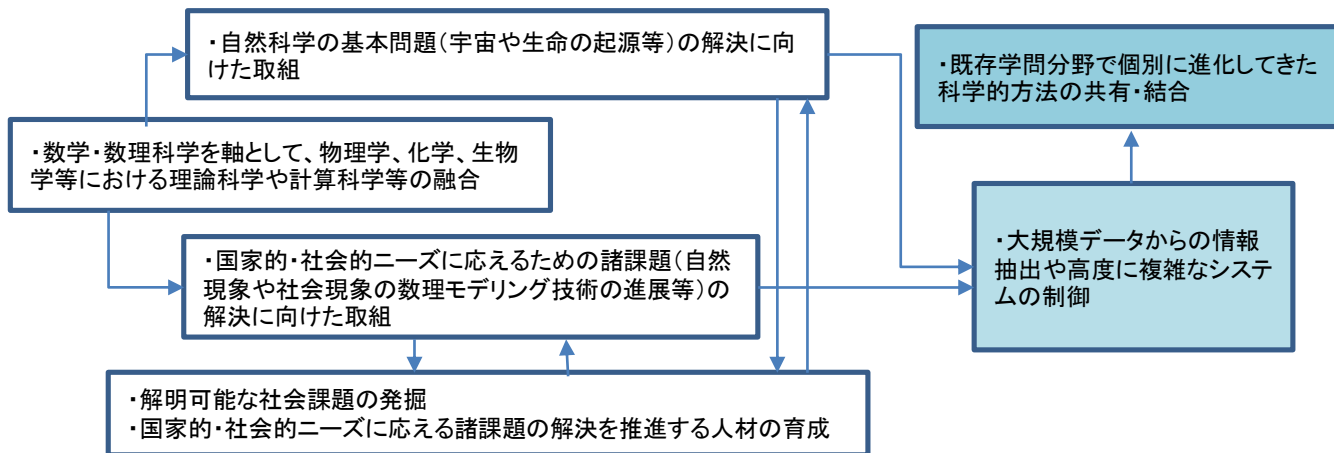 ・自然科学の基本問題(宇宙や生命の起源等)の解決に向
けた取組
・既存学問分野で個別に進化してきた
科学的方法の共有・結合
・数学・数理科学を軸として、物理学、化学、生物
学等における理論科学や計算科学等の融合
・大規模データからの情報
抽出や高度に複雑なシステ
ムの制御
・国家的・社会的ニーズに応えるための諸課題(自然
現象や社会現象の数理モデリング技術の進展等)の
解決に向けた取組
・解明可能な社会課題の発掘
・国家的・社会的ニーズに応える諸課題の解決を推進する人材の育成